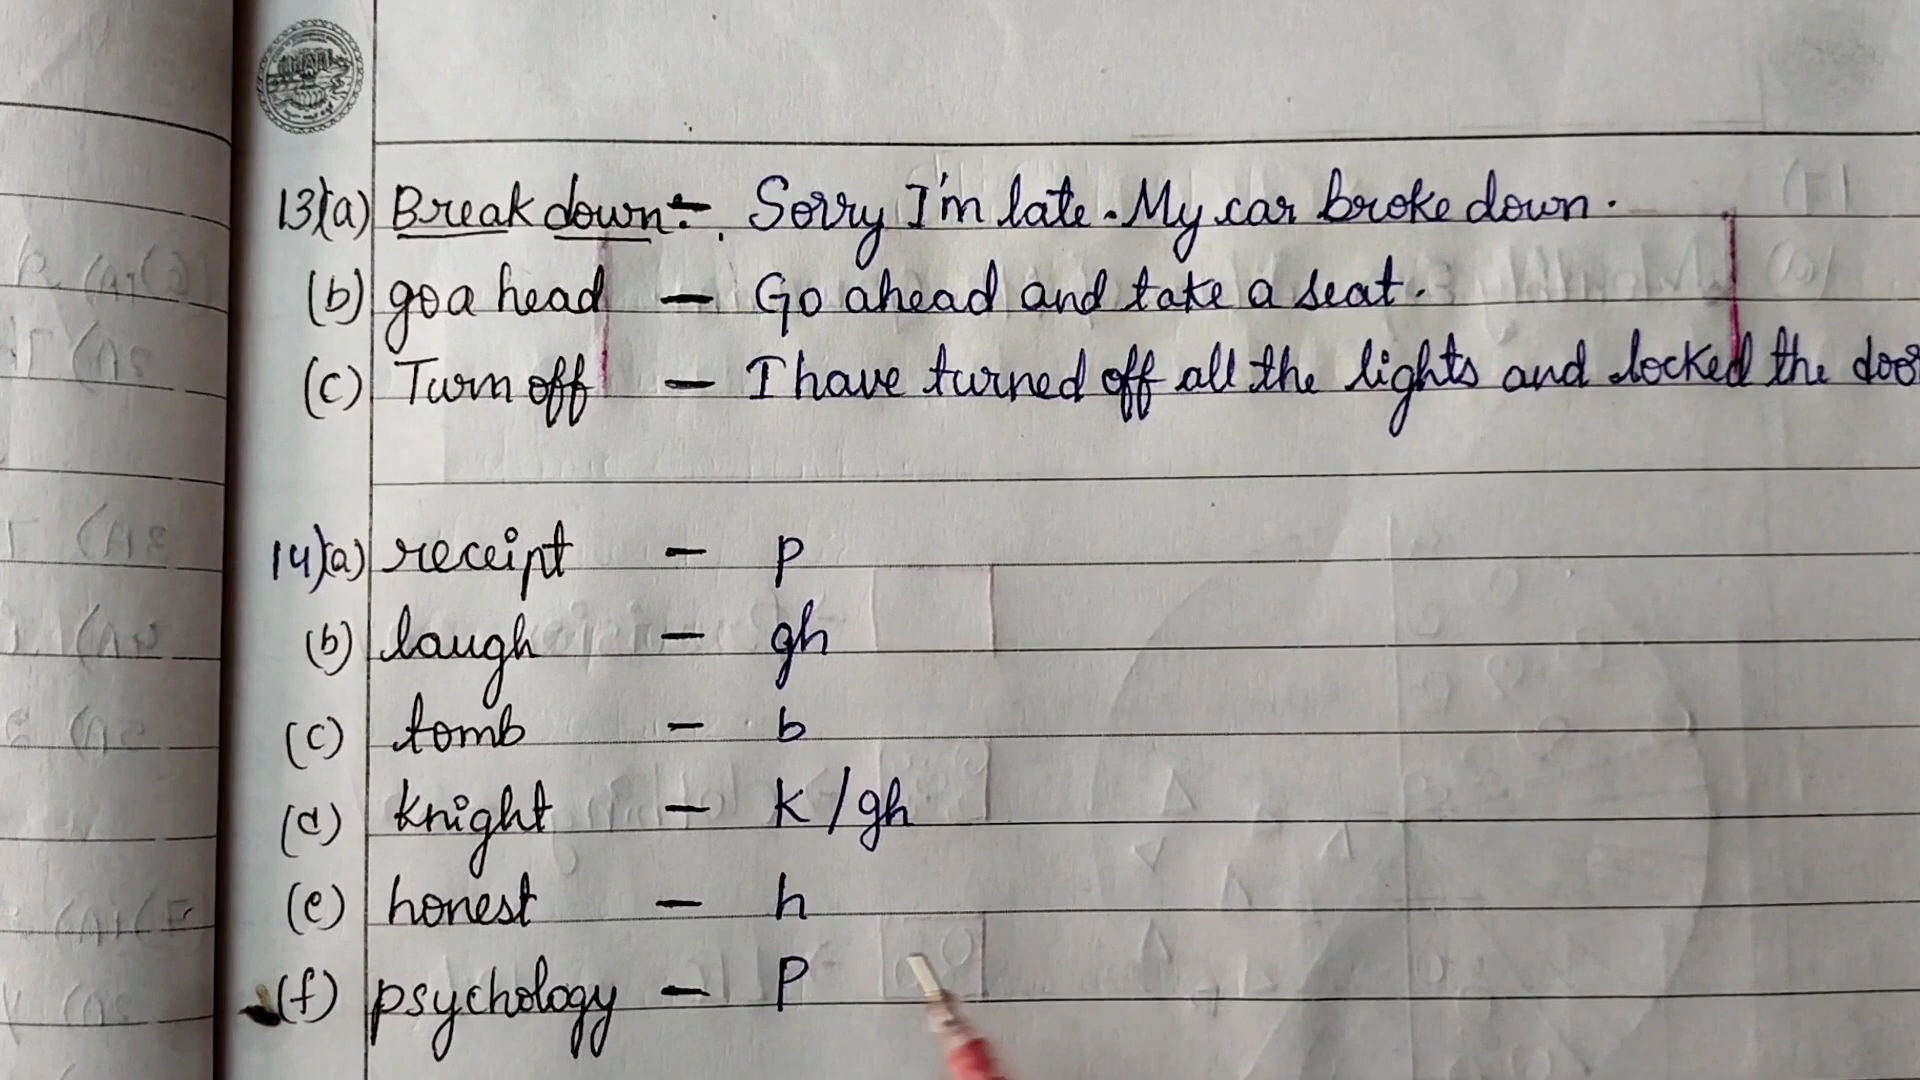 13)(a) Break down:- Sorry I'm late. My car broke down.
(b) go a head — Go ahead and take a seat.
(c) Turn off — I have turned off all the lights and locked the door
14)(a) receipt — p
(b) laugh — gh
(c) tomb — b
(d) knight — k/gh
(e) honest — h
(f) psychology — P